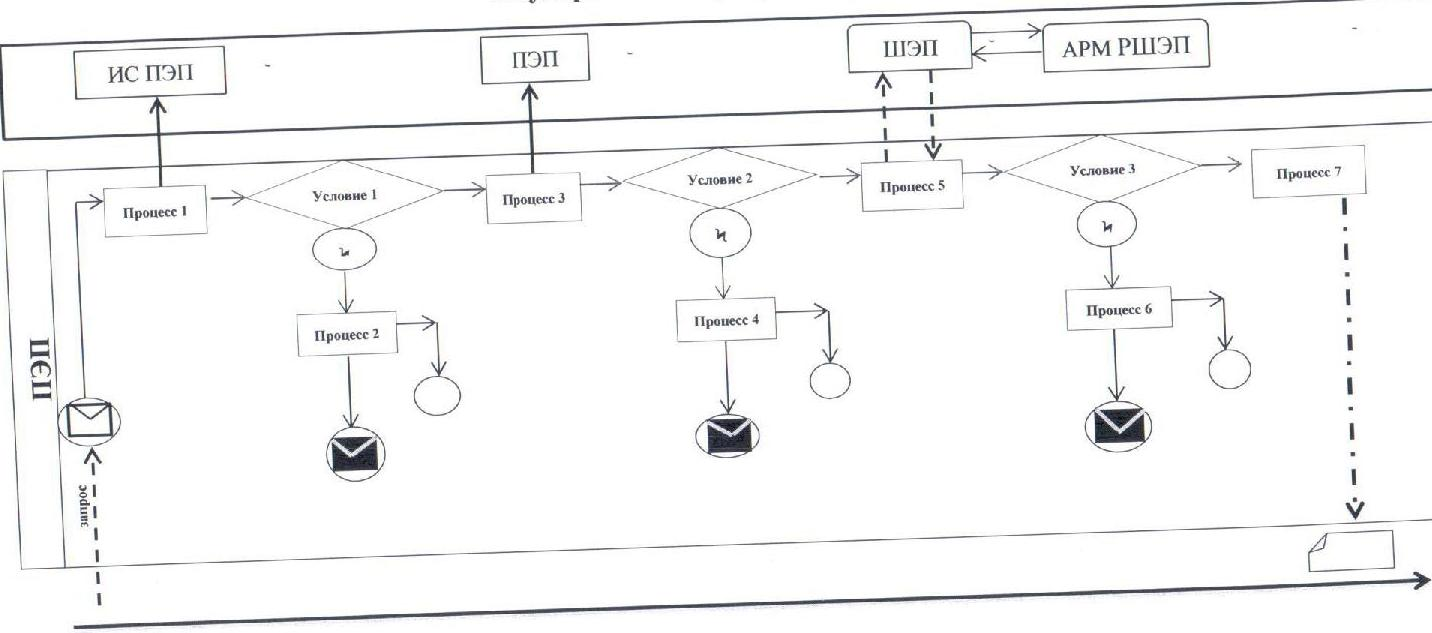 ИС ПЭП
ПЭП
ШЭП
АРМ РШЭП
Процесс 1
Условие 1
Процесс 3
Условие 2
Процесс 5
Условие 3
Процесс 7
Процесс 2
Процесс 4
Процесс 6
ПЭП
запрос